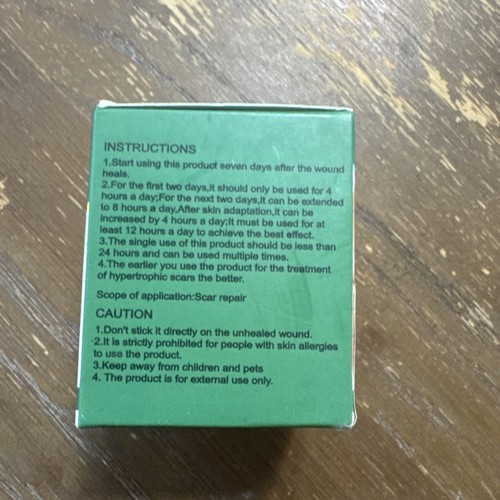 INSTRUCTIONS
1.Start using this product seven days after the wound
heals.
2.For the first two days,it should only be used for 4
hours a day;For the next two days,it can be extended
to 8 hours a day,After skin adaptation,it can be
increased by 4 hours a day;It must be used for at
least 12 hours a day to achieve the best effect.
3.The single use of this product should be less than
24 hours and can be used multiple times.
4.The earlier you use the product for the treatment
of hypertrophic scars the better.
Scope of application:Scar repair
CAUTION
1.Don't stick it directly on the unhealed wound.
2.It is strictly prohibited for people with skin allergies
to use the product.
3.Keep away from children and pets
4. The product is for external use only.